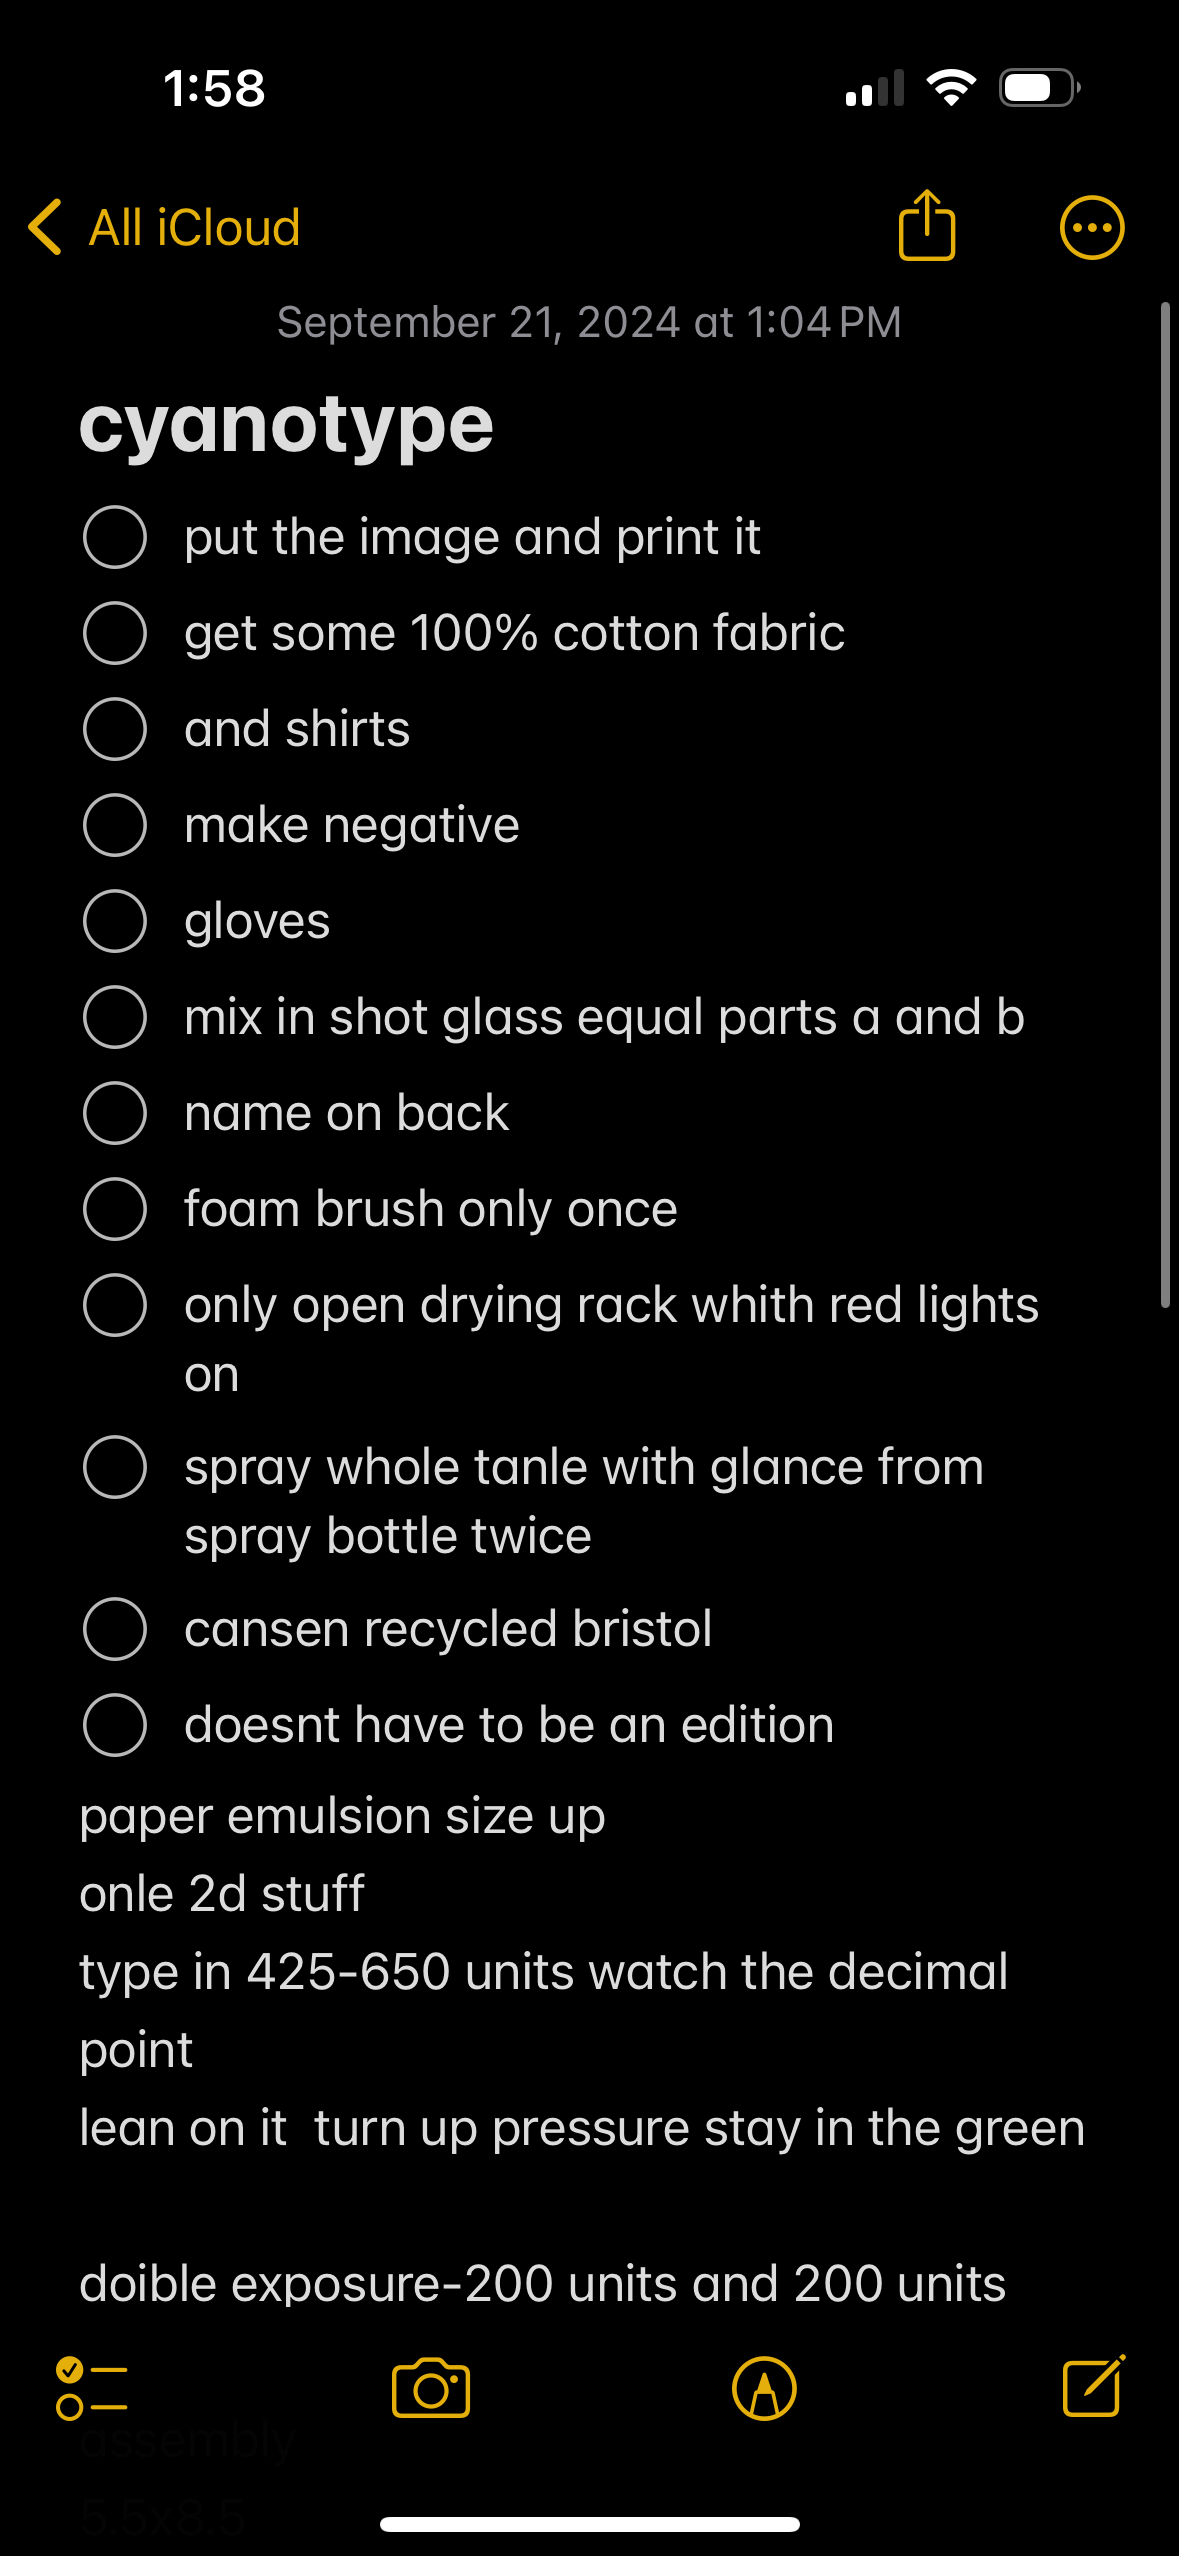 1:58
All iCloud
September 21, 2024 at 1:04 PM
cyanotype
put the image and print it
get some 100% cotton fabric
and shirts
make negative
gloves
mix in shot glass equal parts a and b
name on back
foam brush only once
only open drying rack whith red lights
on
spray whole tanle with glance from
spray bottle twice
cansen recycled bristol
doesnt have to be an edition
paper emulsion size up
onle 2d stuff
type in 425-650 units watch the decimal
point
lean on it  turn up pressure stay in the green
doible exposure-200 units and 200 units
assembly
5.5x8.5